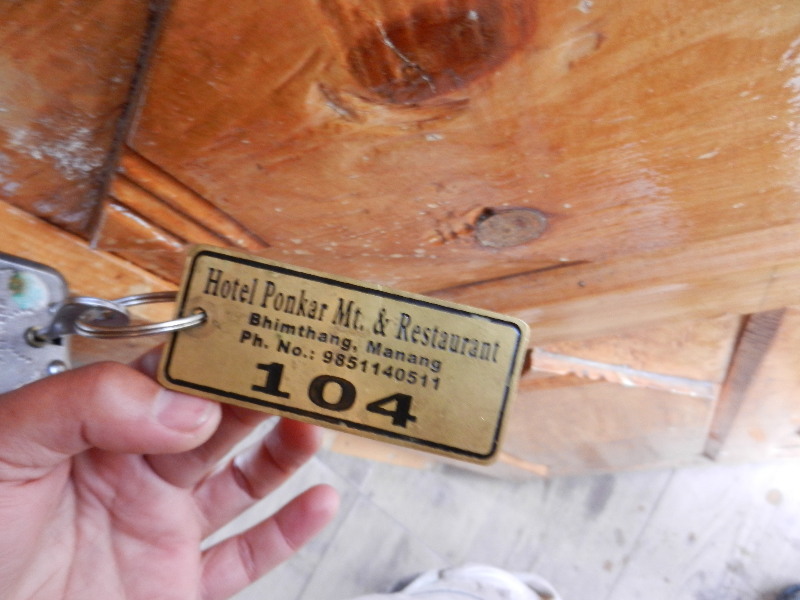 Hotel Ponkar Mt. & Restaurant
Bhimthang, Manang
Ph. No.: 9851140511
104